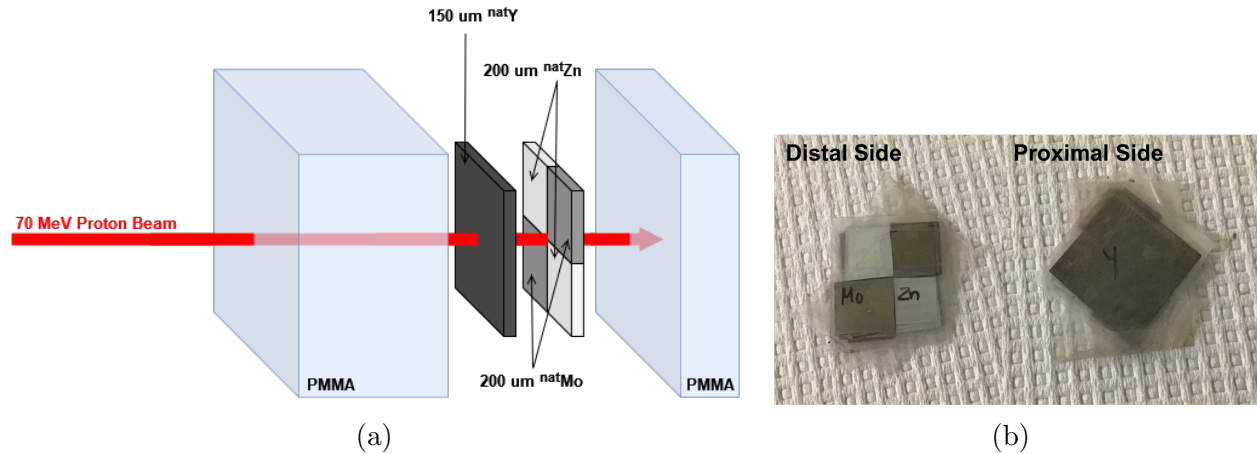 150 um natY
200 um natZn
70 MeV Proton Beam
PMMA
PMMA
200 um natMo
(a)
Distal Side
Proximal Side
Mo
Zn
Y
(b)